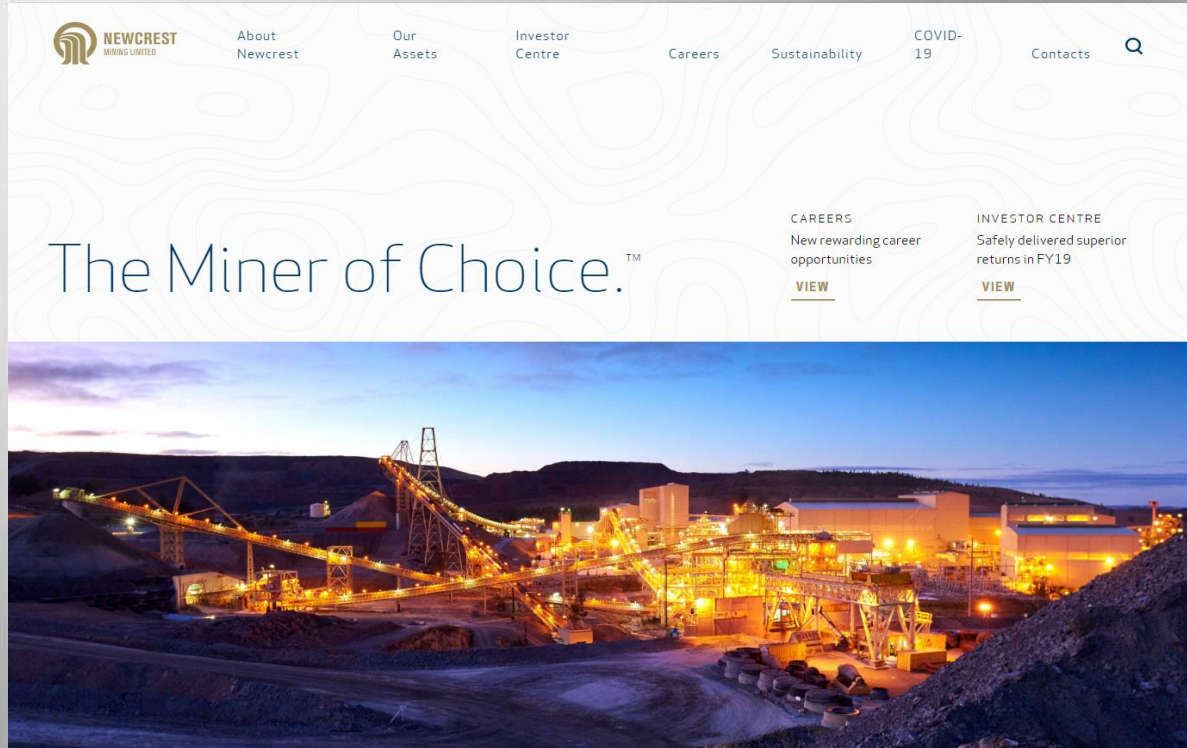 NEWCREST
MINING LIMITED
About
Newcrest
Our
Assets
Investor
Centre
Careers
Sustainability
COVID-
19
Contacts
The Miner of Choice.™
CAREERS
New rewarding career
opportunities
VIEW
INVESTOR CENTRE
Safely delivered superior
returns in FY19
VIEW